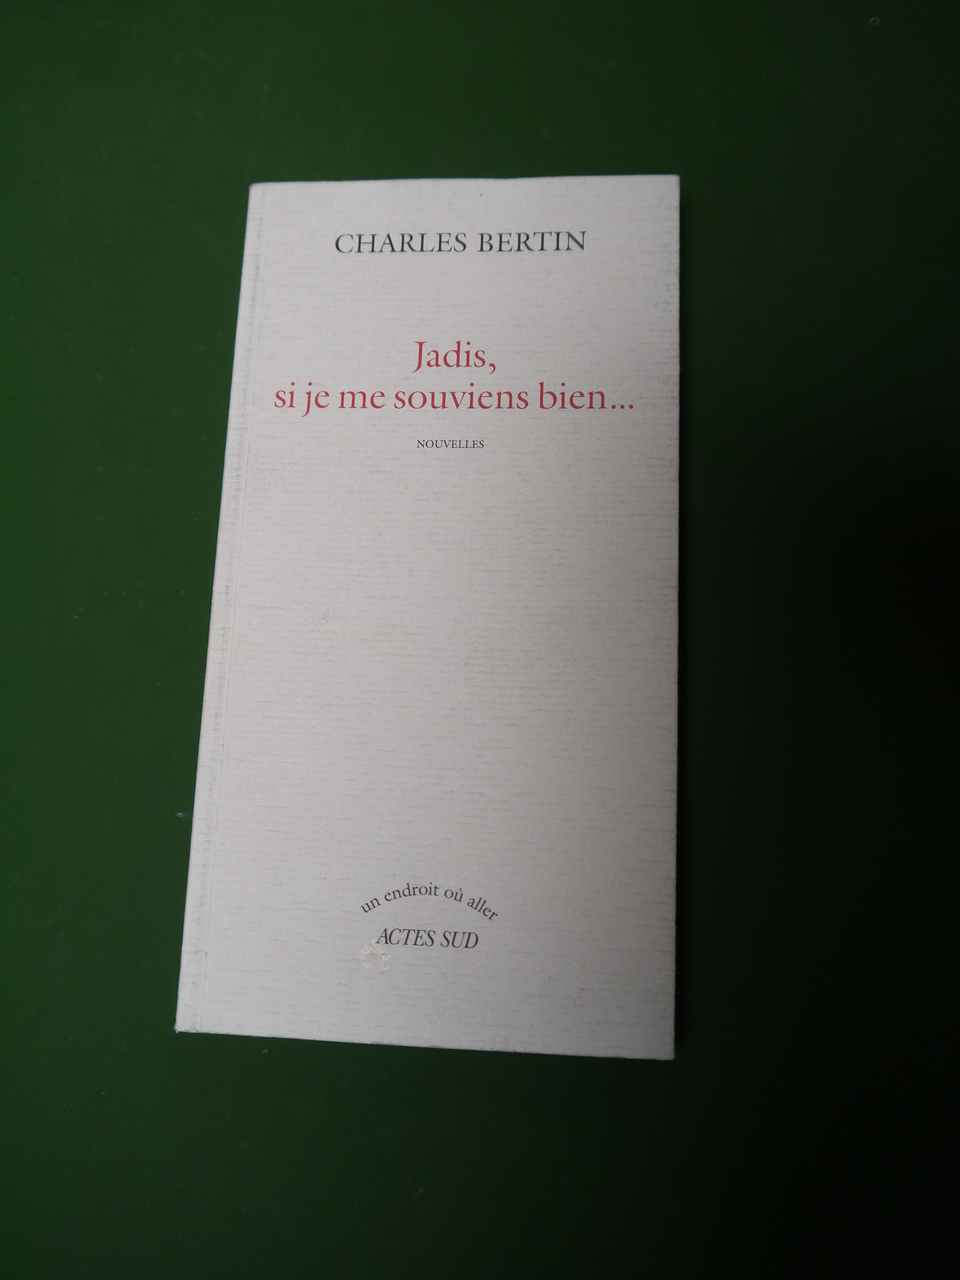 CHARLES BERTIN
Jadis,
si je me souviens bien...
NOUVELLES
un endroit où aller
ACTES SUD